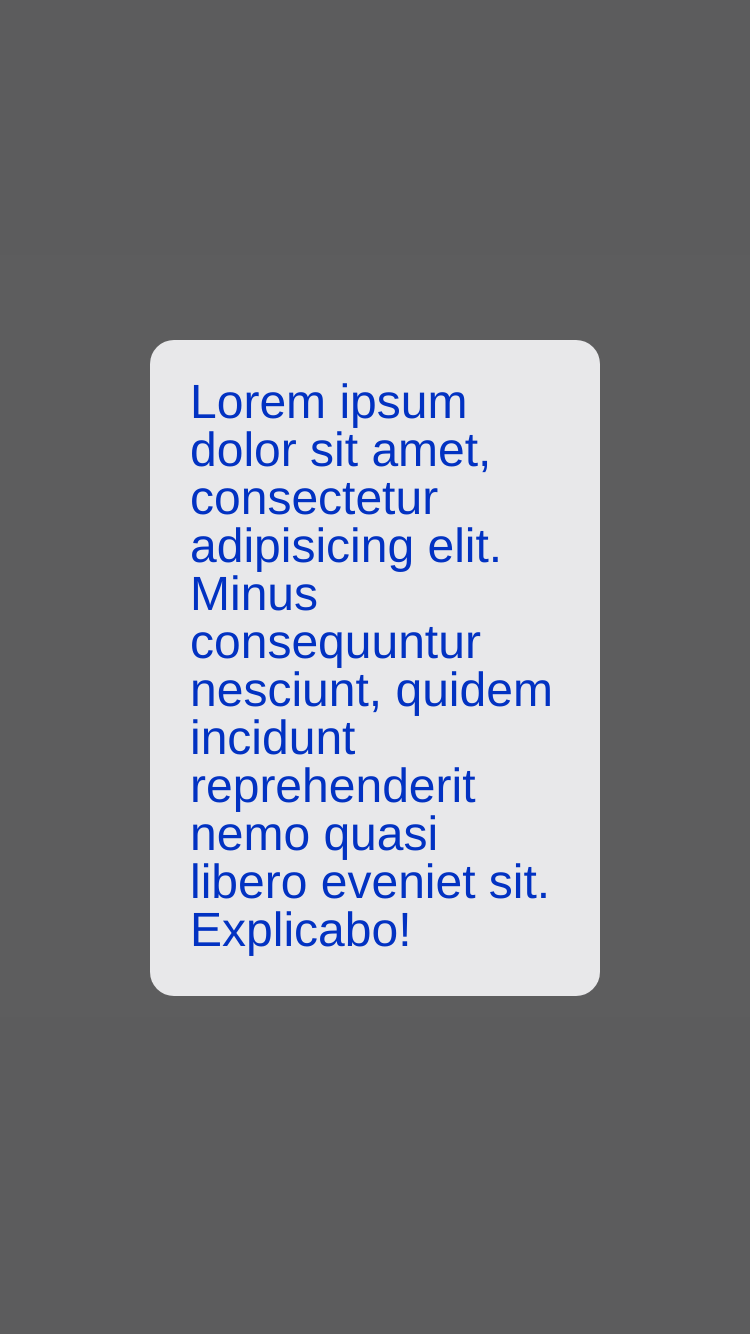 Lorem ipsum
dolor sit amet,
consectetur
adipisicing elit.
Minus
consequuntur
nesciunt, quidem
incidunt
reprehenderit
nemo quasi
libero eveniet sit.
Explicabo!